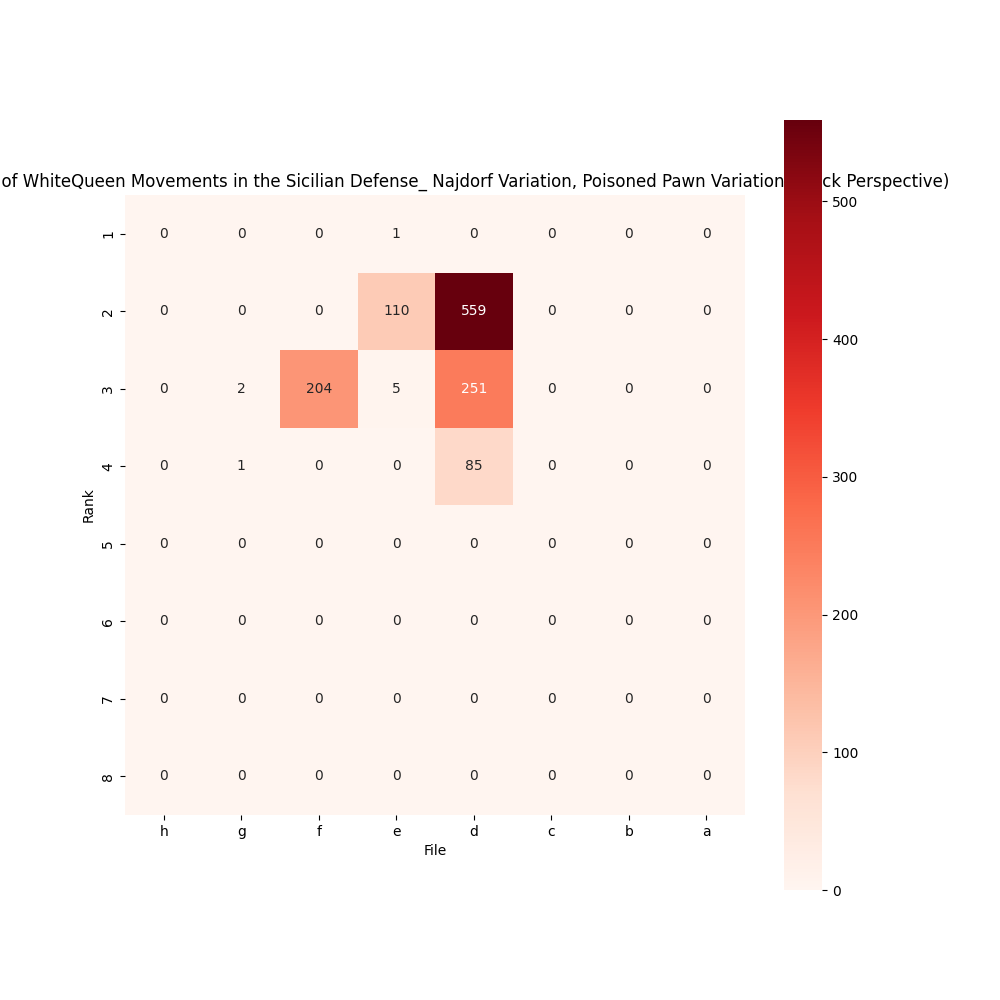 of WhiteQueen Movements in the Sicilian Defense_ Najdorf Variation, Poisoned Pawn Variation ck Perspective)
500
400
300
200
100
0
Rank
1 0 0 0 1 0 0 0 0
2 0 0 0 110 559 0 0 0
3 0 2 204 5 251 0 0 0
4 0 1 0 0 85 0 0 0
5 0 0 0 0 0 0 0 0
6 0 0 0 0 0 0 0 0
7 0 0 0 0 0 0 0 0
8 0 0 0 0 0 0 0 0
h g f e d c b a
File